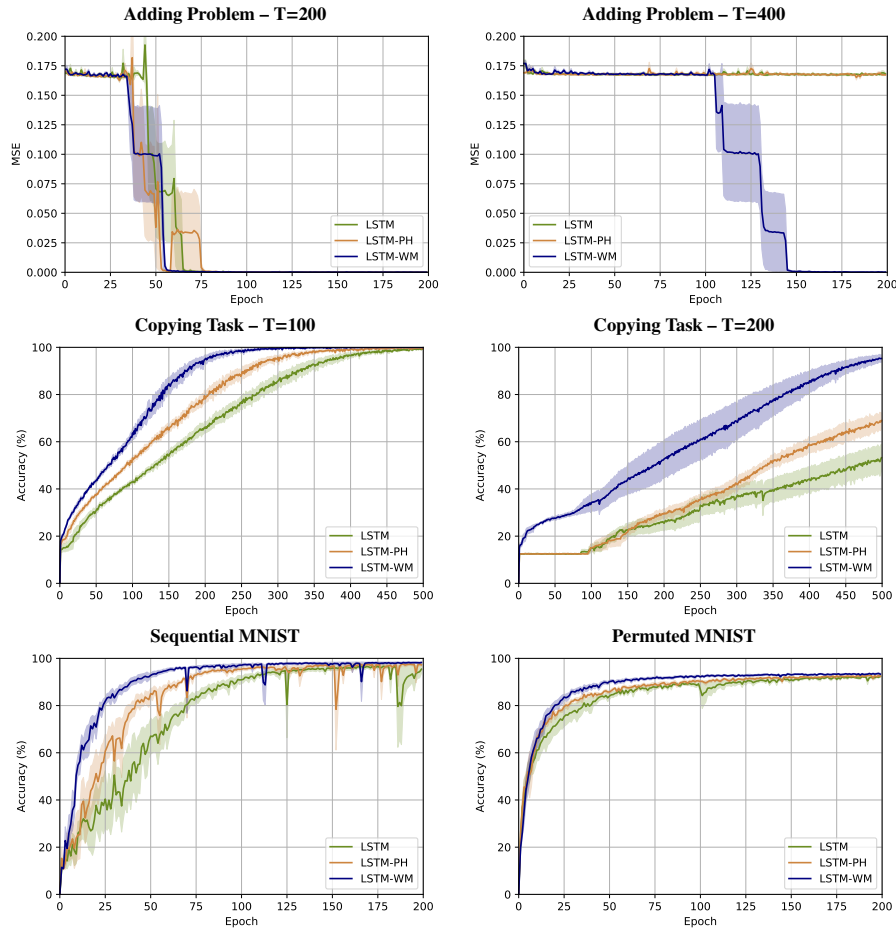 Adding Problem – T=200
0.200
0.175
0.150
0.125
0.100
0.075
0.050
0.025
0.000
MSE
LSTM
LSTM-PH
LSTM-WM
0 25 50 75 100 125 150 175 200
Epoch
Adding Problem – T=400
0.200
0.175
0.150
0.125
0.100
0.075
0.050
0.025
0.000
MSE
LSTM
LSTM-PH
LSTM-WM
0 25 50 75 100 125 150 175 200
Epoch
Copying Task – T=100
100
80
60
40
20
0
Accuracy (%)
LSTM
LSTM-PH
LSTM-WM
0 50 100 150 200 250 300 350 400 450 500
Epoch
Copying Task – T=200
100
80
60
40
20
0
Accuracy (%)
LSTM
LSTM-PH
LSTM-WM
0 50 100 150 200 250 300 350 400 450 500
Epoch
Sequential MNIST
100
80
60
40
20
0
Accuracy (%)
LSTM
LSTM-PH
LSTM-WM
0 25 50 75 100 125 150 175 200
Epoch
Permuted MNIST
100
80
60
40
20
0
Accuracy (%)
LSTM
LSTM-PH
LSTM-WM
0 25 50 75 100 125 150 175 200
Epoch